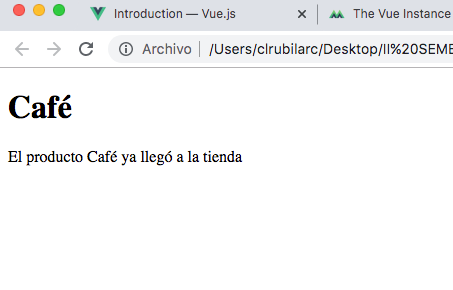 Introduction — Vue.js
The Vue Instance
Archivo
/Users/clrubilarc/Desktop/II%20SEME
Café
El producto Café ya llegó a la tienda